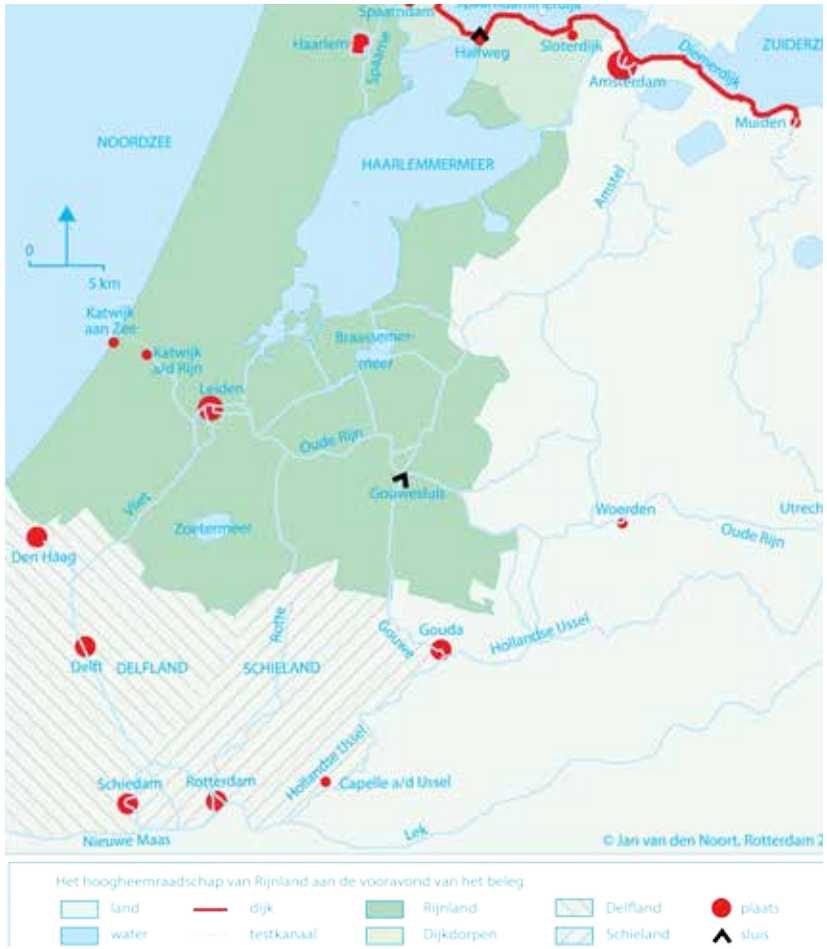 Spaarndam
Haarlem
Spaarne
Halfweg
Sloterdijk
Diemerdijk
ZUIDERZE
Amsterdam
Muiden
NOORDZEE
HAARLEMMERMEER
Amstel
0
5 km
Katwijk
aan Zee
Katwijk
a/d Rijn
Braassemer-
meer
Leiden
Oude Rijn
Gouwesluis
Vliet
Zoetermeer
Woerden
Utrech
Oude Rijn
Den Haag
Rotte
Gouwe
Gouda
Hollandse IJssel
Delft
DELFLAND
SCHIELAND
Hollandse IJssel
Schiedam
Rotterdam
Capelle a/d IJssel
Nieuwe Maas
Lek
© Jan van den Noort, Rotterdam 2
Het hoogheemraadschap van Rijnland aan de vooravond van het beleg
land
dijk
Rijnland
Delfland
plaats
water
testkanaal
Dijkdorpen
Schieland
sluis